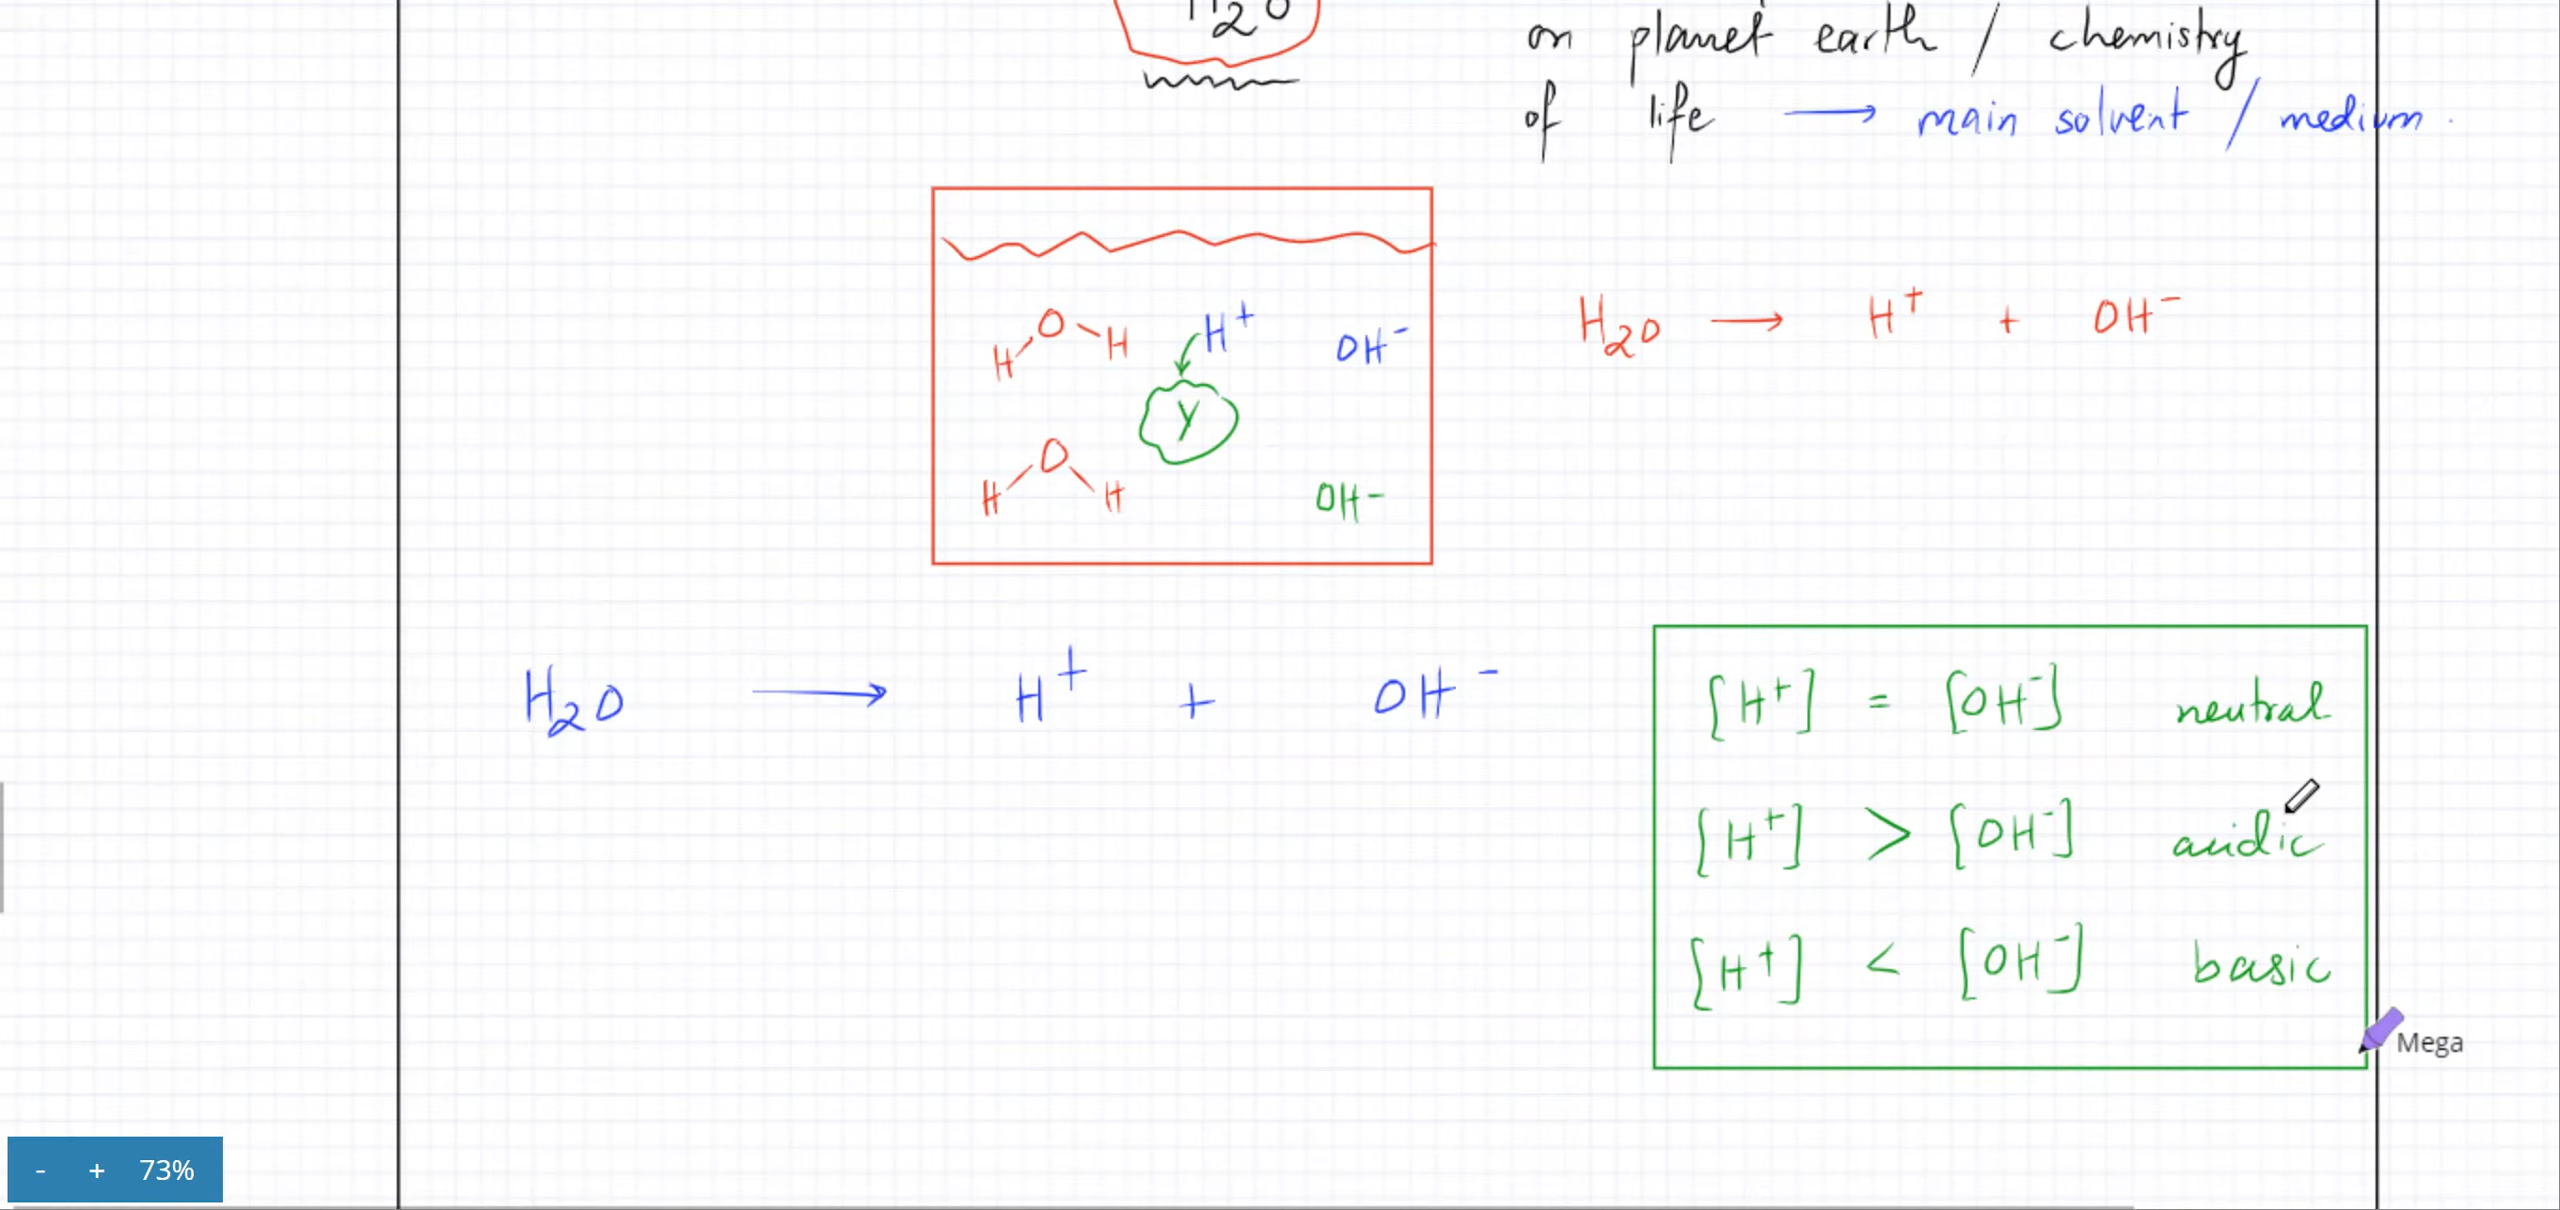 H₂O
on planet earth / chemistry
of life → main solvent / medium.
H₂O → H⁺ + OH⁻
O
H H
H⁺
OH⁻
Y
O
H H
OH-
H₂O → H⁺ + OH⁻
[H⁺] = [OH⁻] neutral
[H⁺] > [OH⁻] acidic
[H⁺] < [OH⁻] basic
Mega
- + 73%